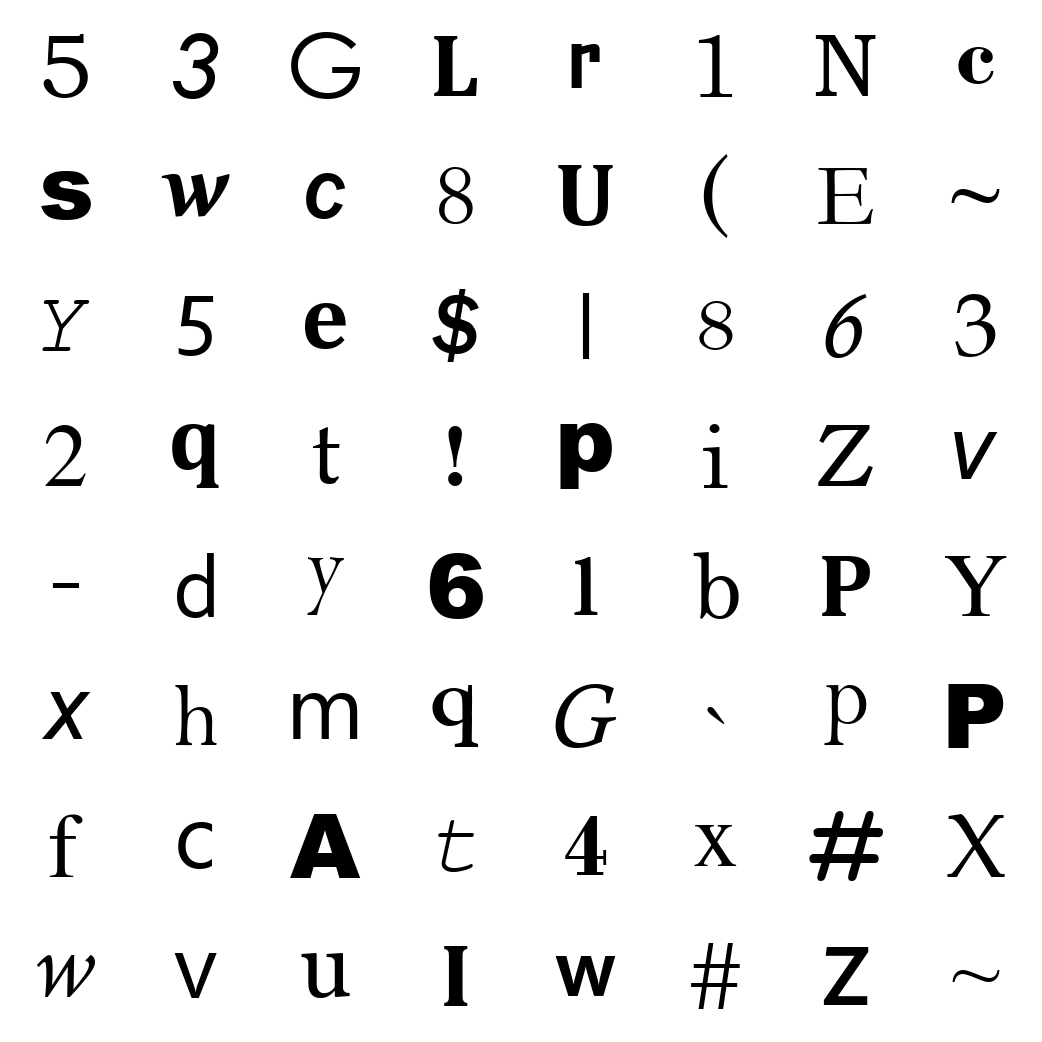 5 3 G L r 1 N c
s w c 8 U ( E ~
Y 5 e $ | 8 6 3
2 q t ! p i Z v
- d y 6 1 b P Y
x h m q G ` p P
f c A t 4 x # X
w v u I w # Z ~